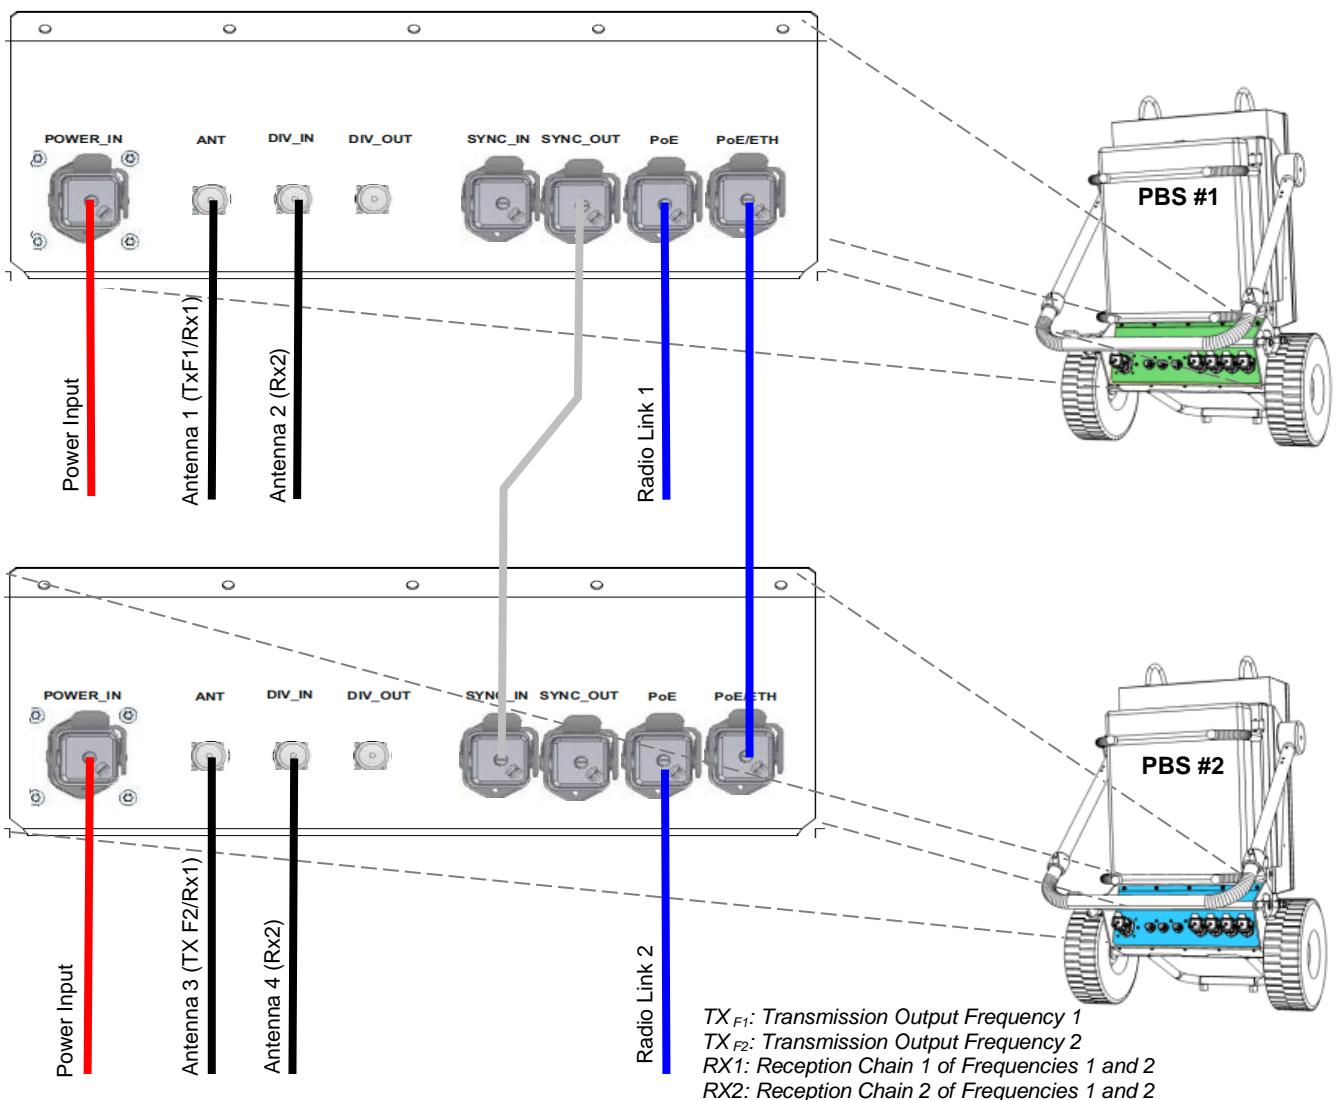 POWER_IN ANT DIV_IN DIV_OUT SYNC_IN SYNC_OUT PoE PoE/ETH
PBS #1
Power Input
Antenna 1 (TxF1/Rx1)
Antenna 2 (Rx2)
Radio Link 1
POWER_IN ANT DIV_IN DIV_OUT SYNC_IN SYNC_OUT PoE PoE/ETH
PBS #2
Power Input
Antenna 3 (TX F2/Rx1)
Antenna 4 (Rx2)
Radio Link 2
TX F1: Transmission Output Frequency 1
TX F2: Transmission Output Frequency 2
RX1: Reception Chain 1 of Frequencies 1 and 2
RX2: Reception Chain 2 of Frequencies 1 and 2